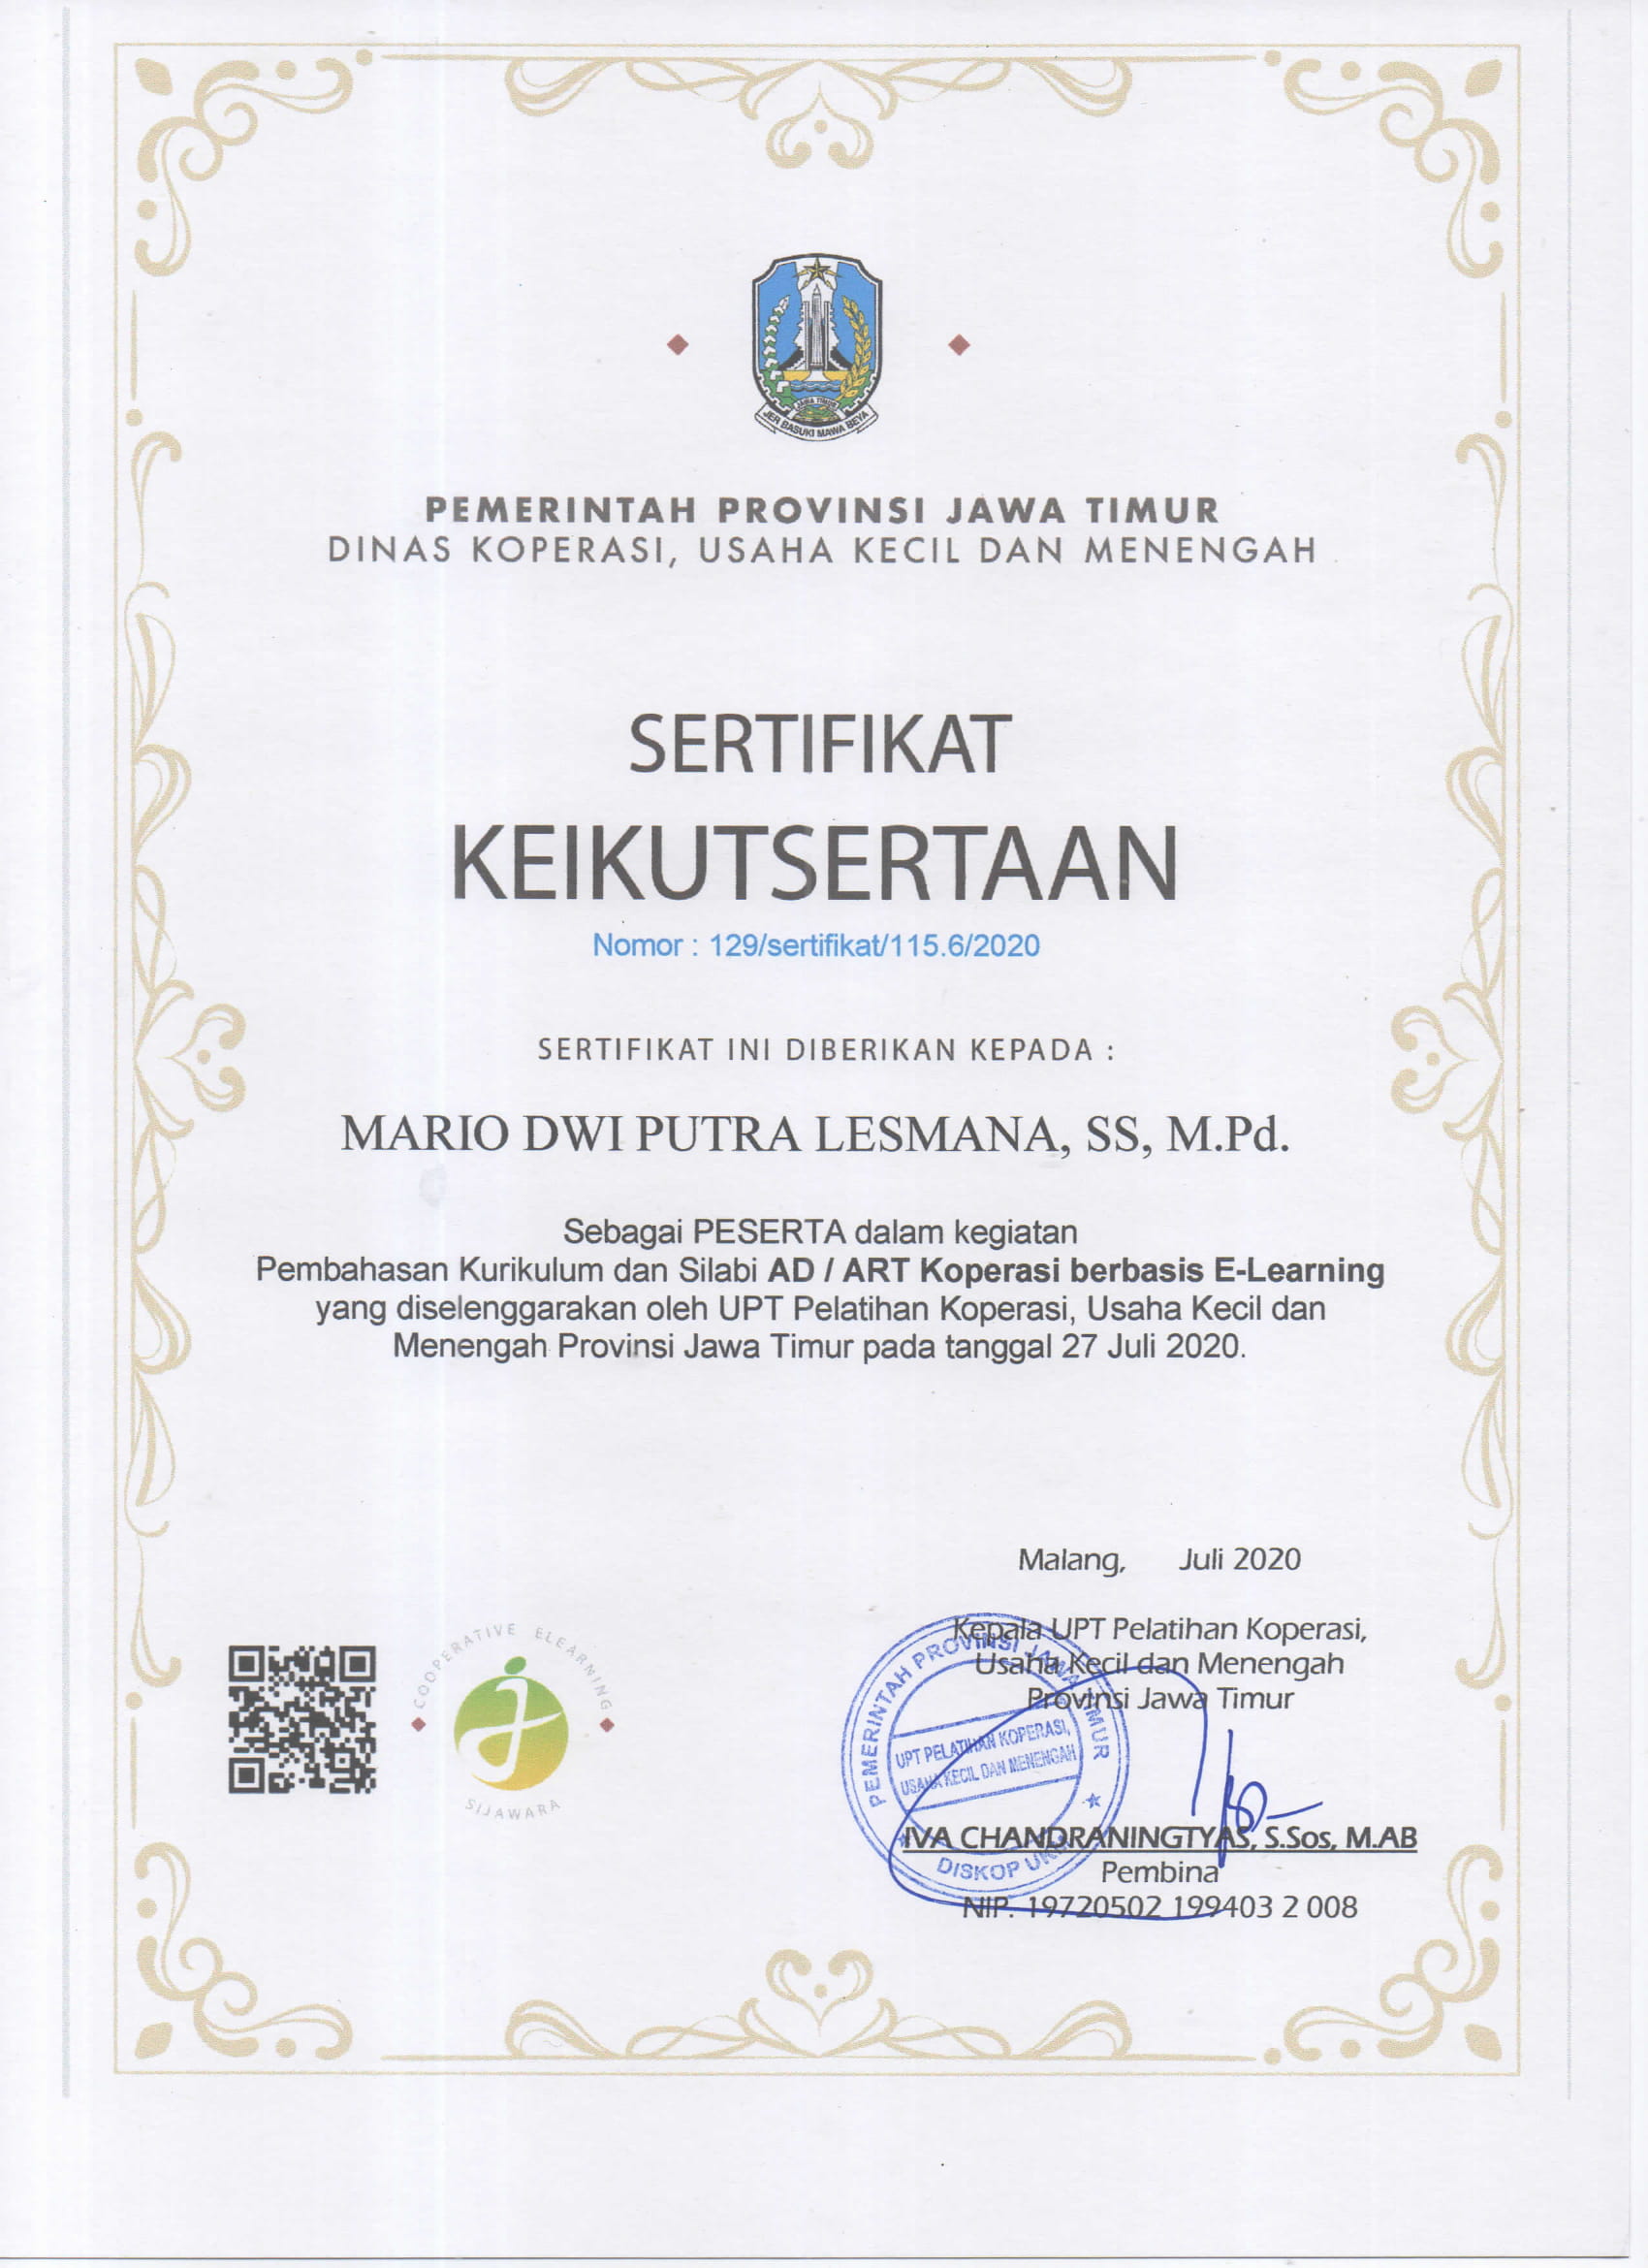 JAWA TIMUR
JER BASUKI MAWA BEYA
PEMERINTAH PROVINSI JAWA TIMUR
DINAS KOPERASI, USAHA KECIL DAN MENENGAH
SERTIFIKAT
KEIKUTSERTAAN
Nomor : 129/sertifikat/115.6/2020
SERTIFIKAT INI DIBERIKAN KEPADA :
MARIO DWI PUTRA LESMANA, SS, M.Pd.
Sebagai PESERTA dalam kegiatan
Pembahasan Kurikulum dan Silabi AD / ART Koperasi berbasis E-Learning
yang diselenggarakan oleh UPT Pelatihan Koperasi, Usaha Kecil dan
Menengah Provinsi Jawa Timur pada tanggal 27 Juli 2020.
Malang, Juli 2020
Kepala UPT Pelatihan Koperasi,
Usaha Kecil dan Menengah
Provinsi Jawa Timur
COOPERATIVE ELEARNING
SIJAWARA
PEMERINTAH PROVINSI JAWA TIMUR
UPT PELATIHAN KOPERASI,
USAHA KECIL DAN MENENGAH
DISKOP UKM
IVA CHANDRANINGTYAS, S.Sos, M.AB
Pembina
NIP. 19720502 199403 2 008